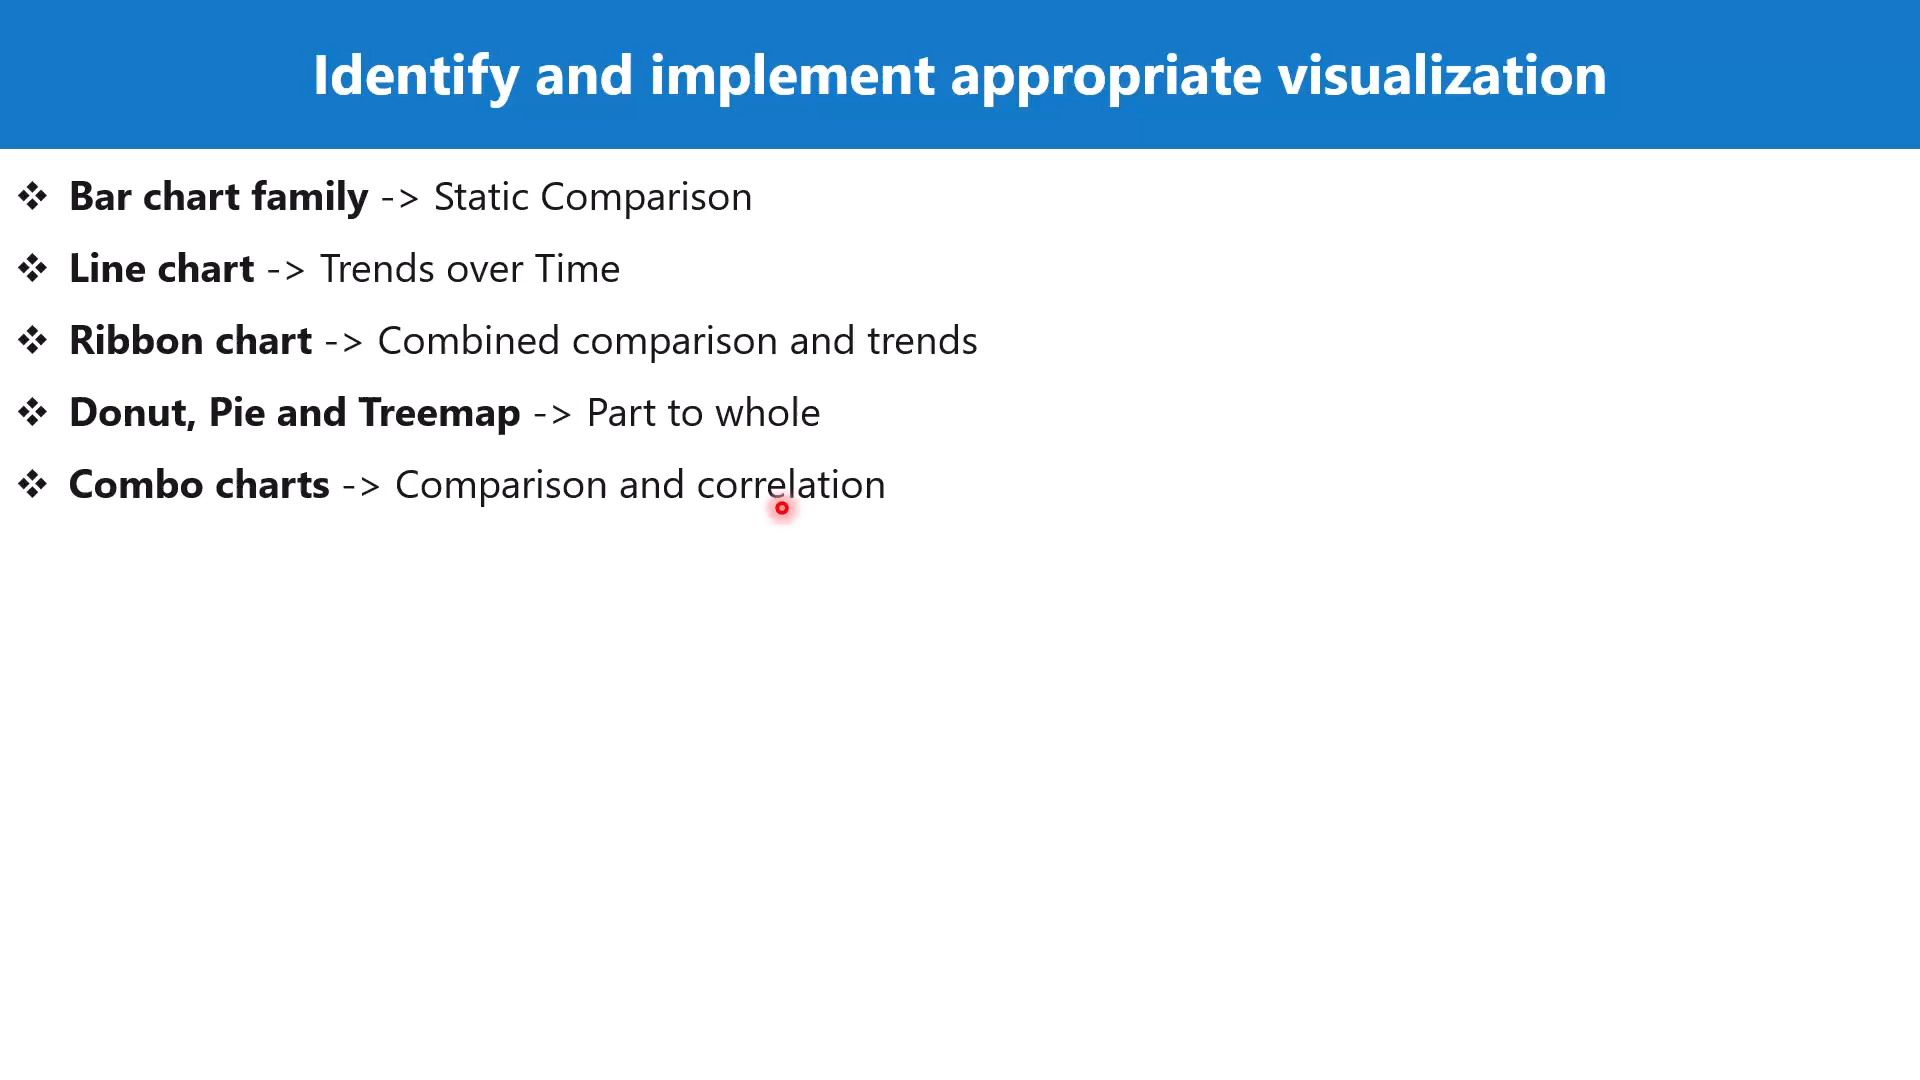 Identify and implement appropriate visualization
❖ Bar chart family -> Static Comparison
❖ Line chart -> Trends over Time
❖ Ribbon chart -> Combined comparison and trends
❖ Donut, Pie and Treemap -> Part to whole
❖ Combo charts -> Comparison and correlation